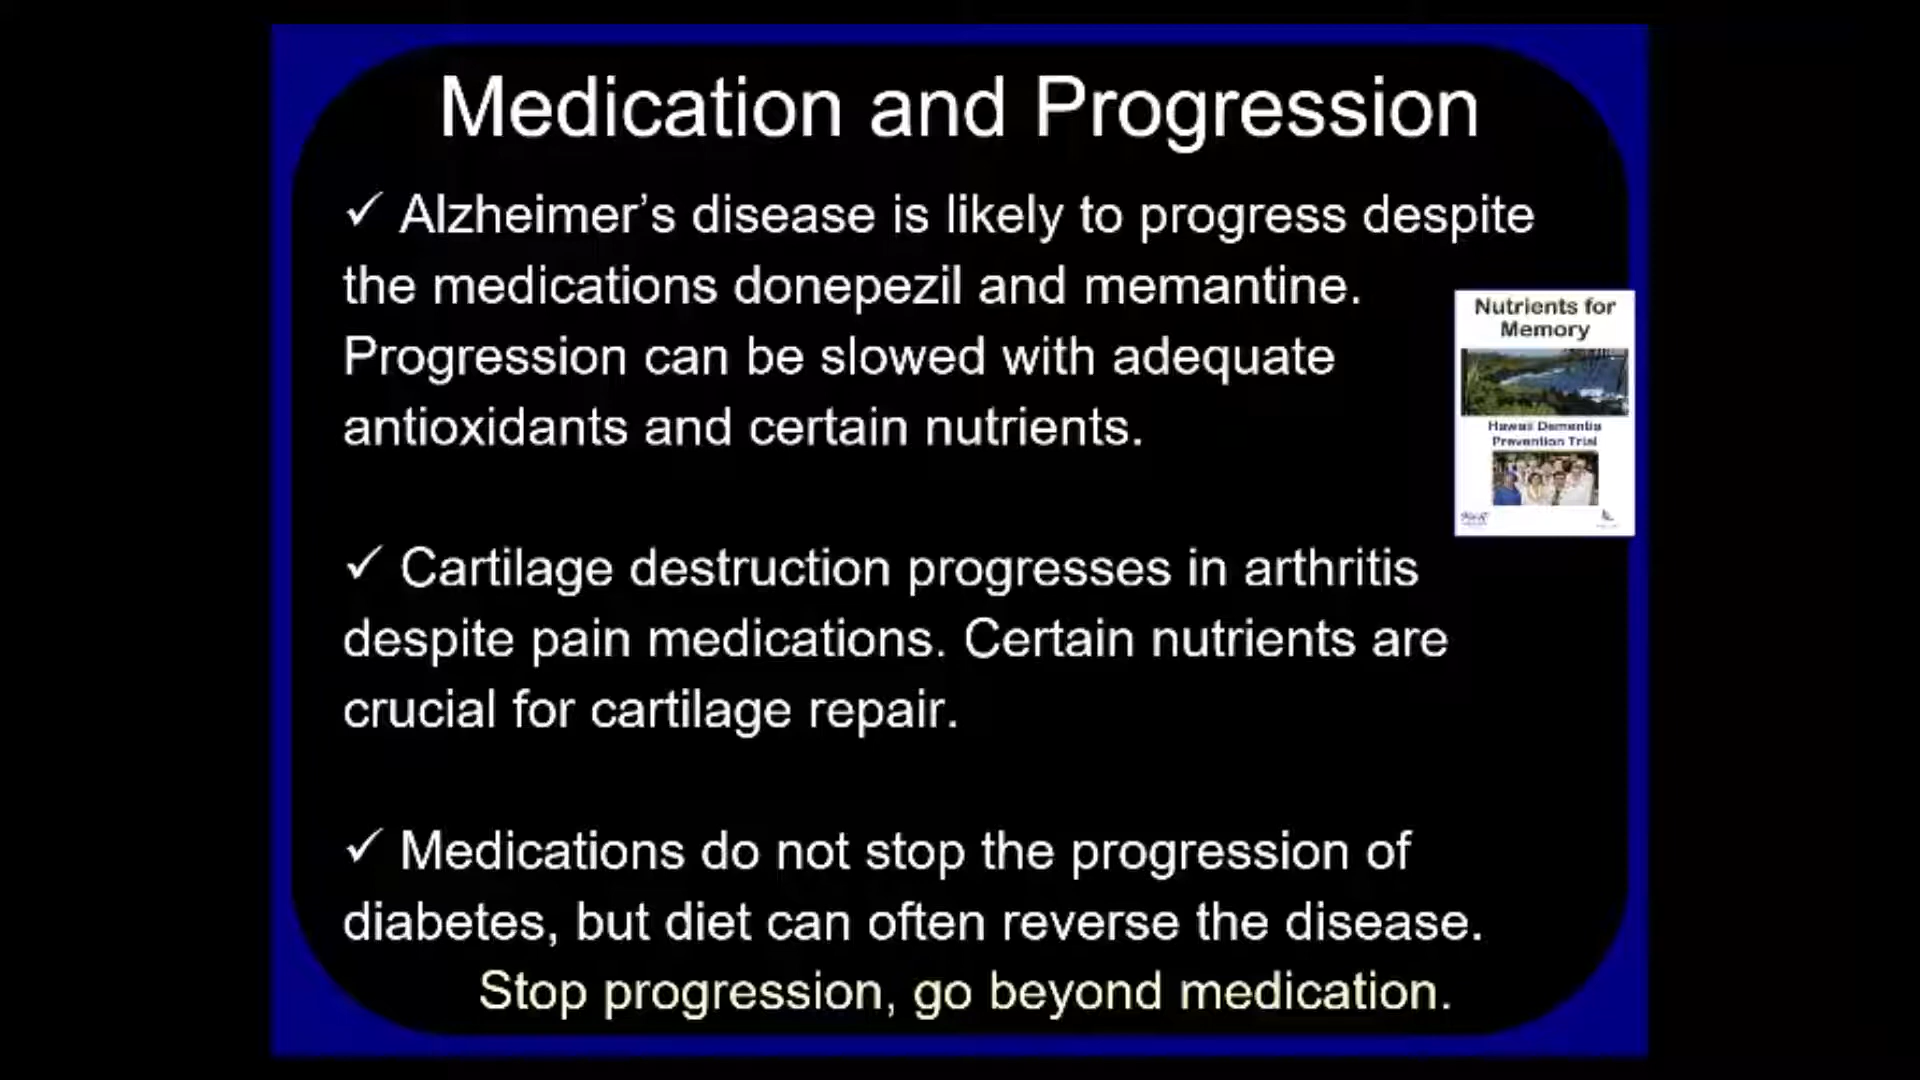 Medication and Progression
✓ Alzheimer's disease is likely to progress despite
the medications donepezil and memantine.
Progression can be slowed with adequate
antioxidants and certain nutrients.
Nutrients for
Memory
Hawaii Dementia
Prevention Trial
✓ Cartilage destruction progresses in arthritis
despite pain medications. Certain nutrients are
crucial for cartilage repair.
✓ Medications do not stop the progression of
diabetes, but diet can often reverse the disease.
Stop progression, go beyond medication.